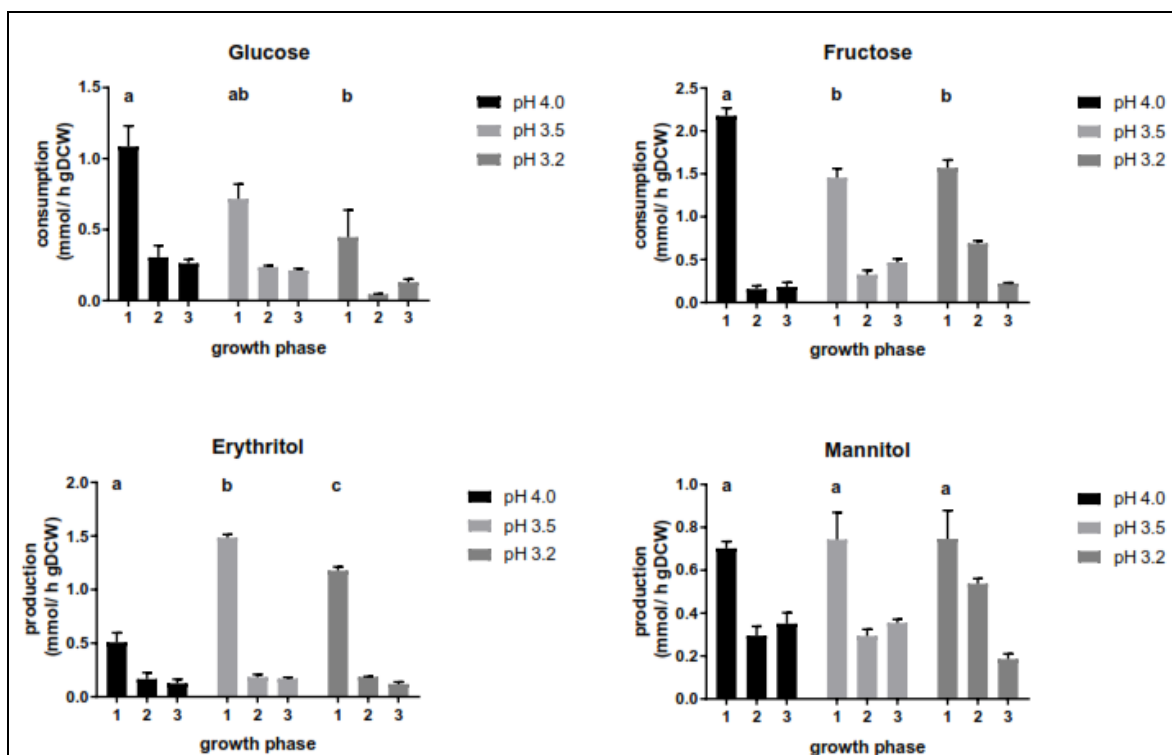 Glucose
1.5
1.0
0.5
0.0
consumption
(mmol/ h gDCW)
a
ab
b
1 2 3 1 2 3 1 2 3
growth phase
pH 4.0
pH 3.5
pH 3.2
Fructose
2.5
2.0
1.5
1.0
0.5
0.0
consumption
(mmol/ h gDCW)
a
b
b
1 2 3 1 2 3 1 2 3
growth phase
pH 4.0
pH 3.5
pH 3.2
Erythritol
2.0
1.5
1.0
0.5
0.0
production
(mmol/ h gDCW)
a
b
c
1 2 3 1 2 3 1 2 3
growth phase
pH 4.0
pH 3.5
pH 3.2
Mannitol
1.0
0.8
0.6
0.4
0.2
0.0
production
(mmol/ h gDCW)
a
a
a
1 2 3 1 2 3 1 2 3
growth phase
pH 4.0
pH 3.5
pH 3.2